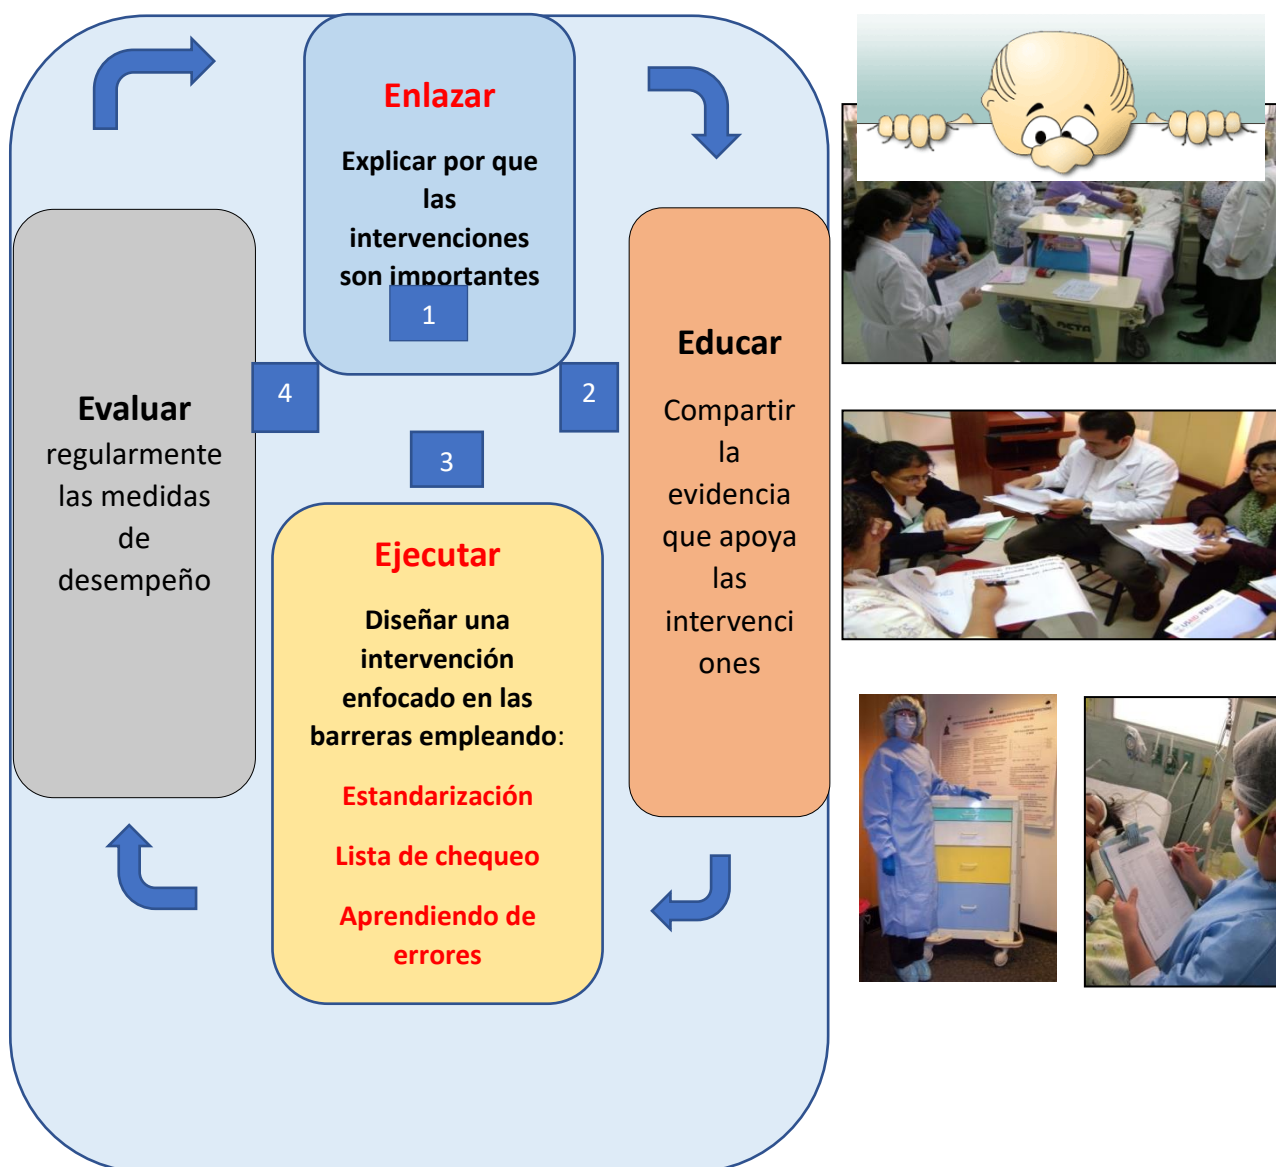 Enlazar
Explicar por que
las
intervenciones
son importantes
1
2
3
4
Educar
Compartir
la
evidencia
que apoya
las
intervenci
ones
Ejecutar
Diseñar una
intervención
enfocado en las
barreras empleando:
Estandarización
Lista de chequeo
Aprendiendo de
errores
Evaluar
regularmente
las medidas
de
desempeño
USAID PERU